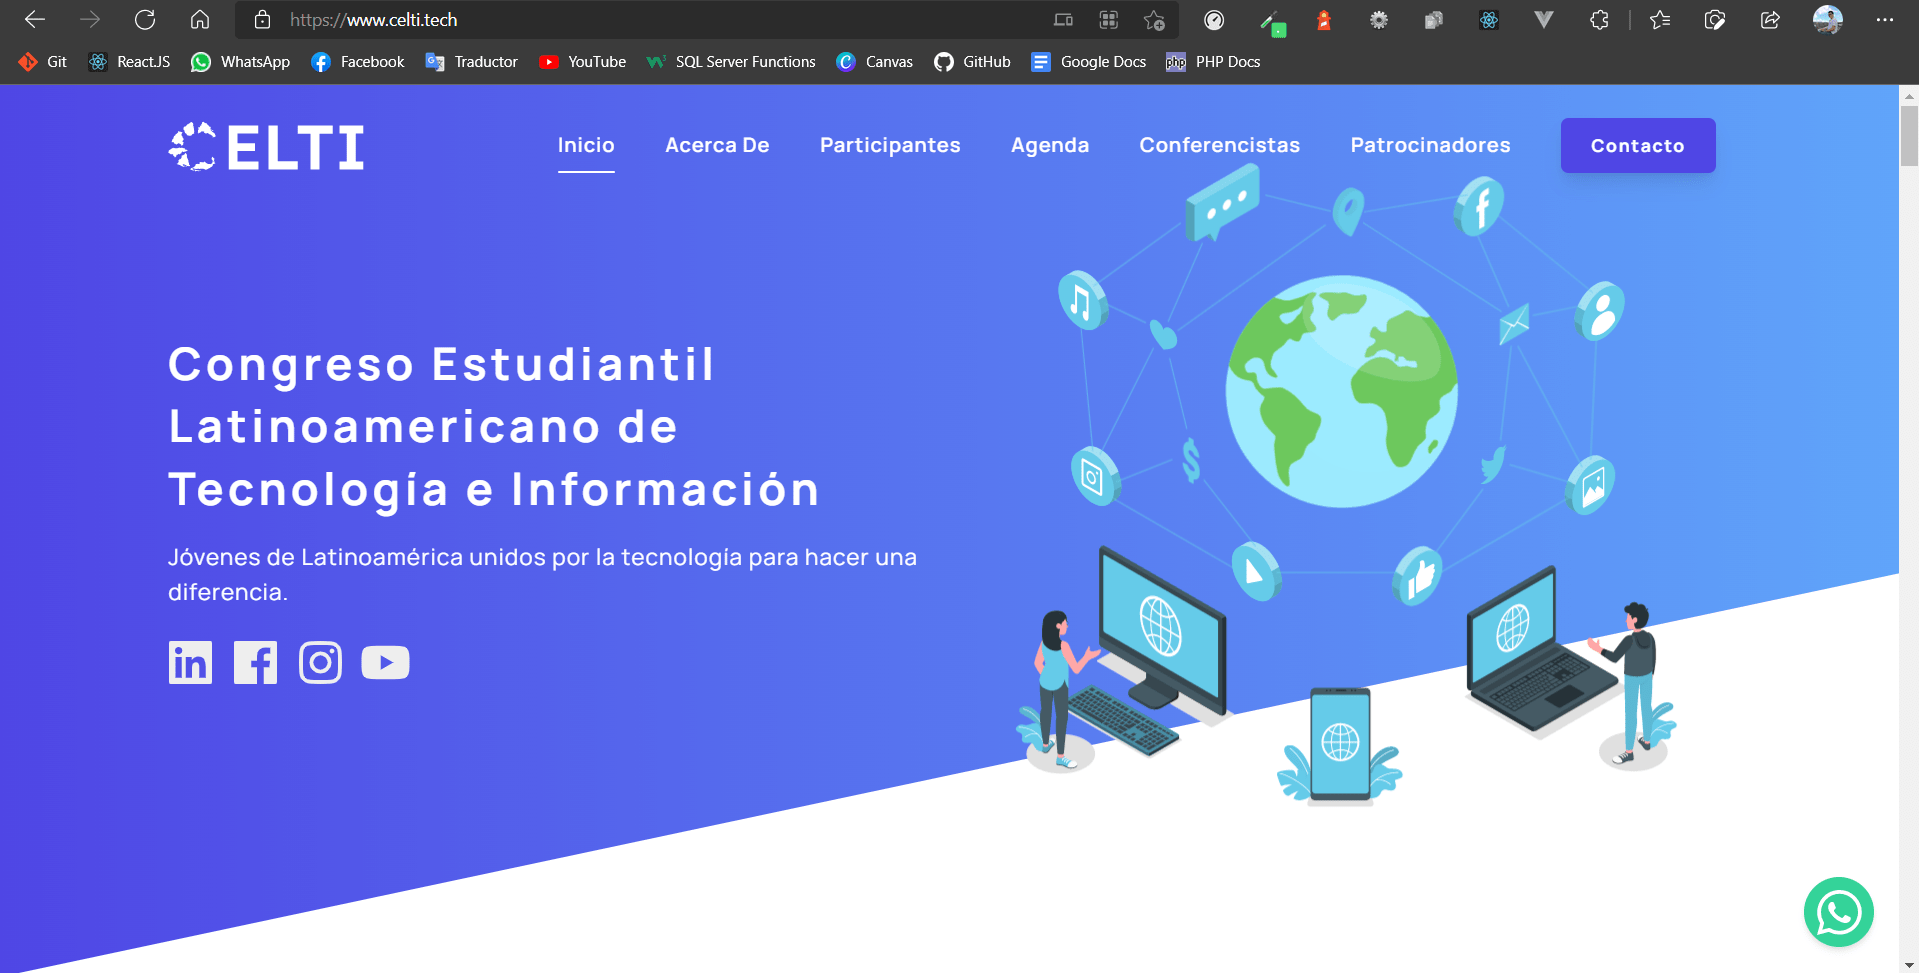 https://www.celti.tech
Git ReactJS WhatsApp Facebook Traductor YouTube SQL Server Functions Canvas GitHub Google Docs PHP Docs
CELTI
Inicio Acerca De Participantes Agenda Conferencistas Patrocinadores Contacto
Congreso Estudiantil
Latinoamericano de
Tecnología e Información
Jóvenes de Latinoamérica unidos por la tecnología para hacer una
diferencia.